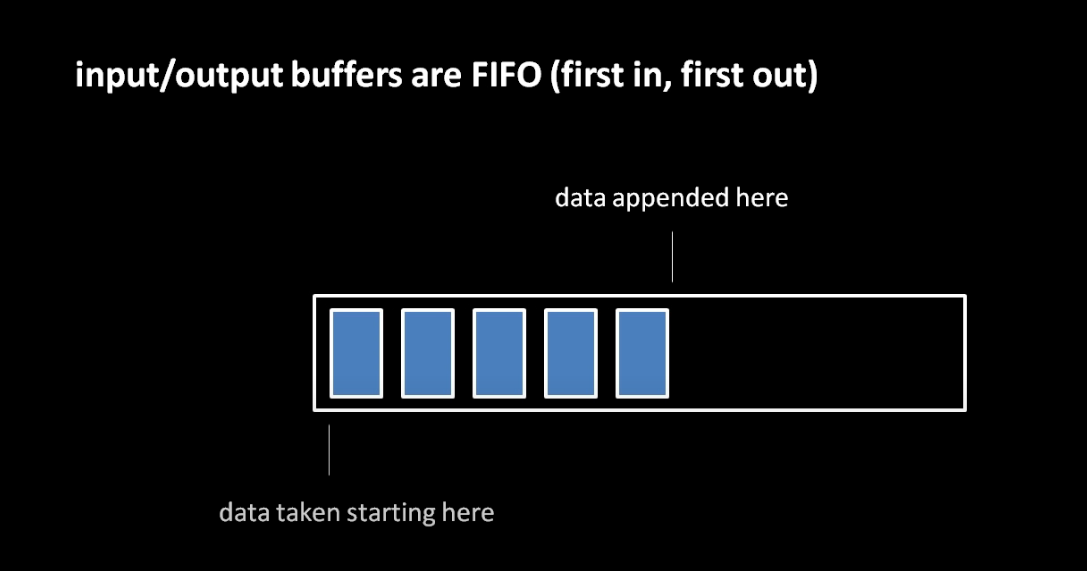 input/output buffers are FIFO (first in, first out)
data appended here
data taken starting here